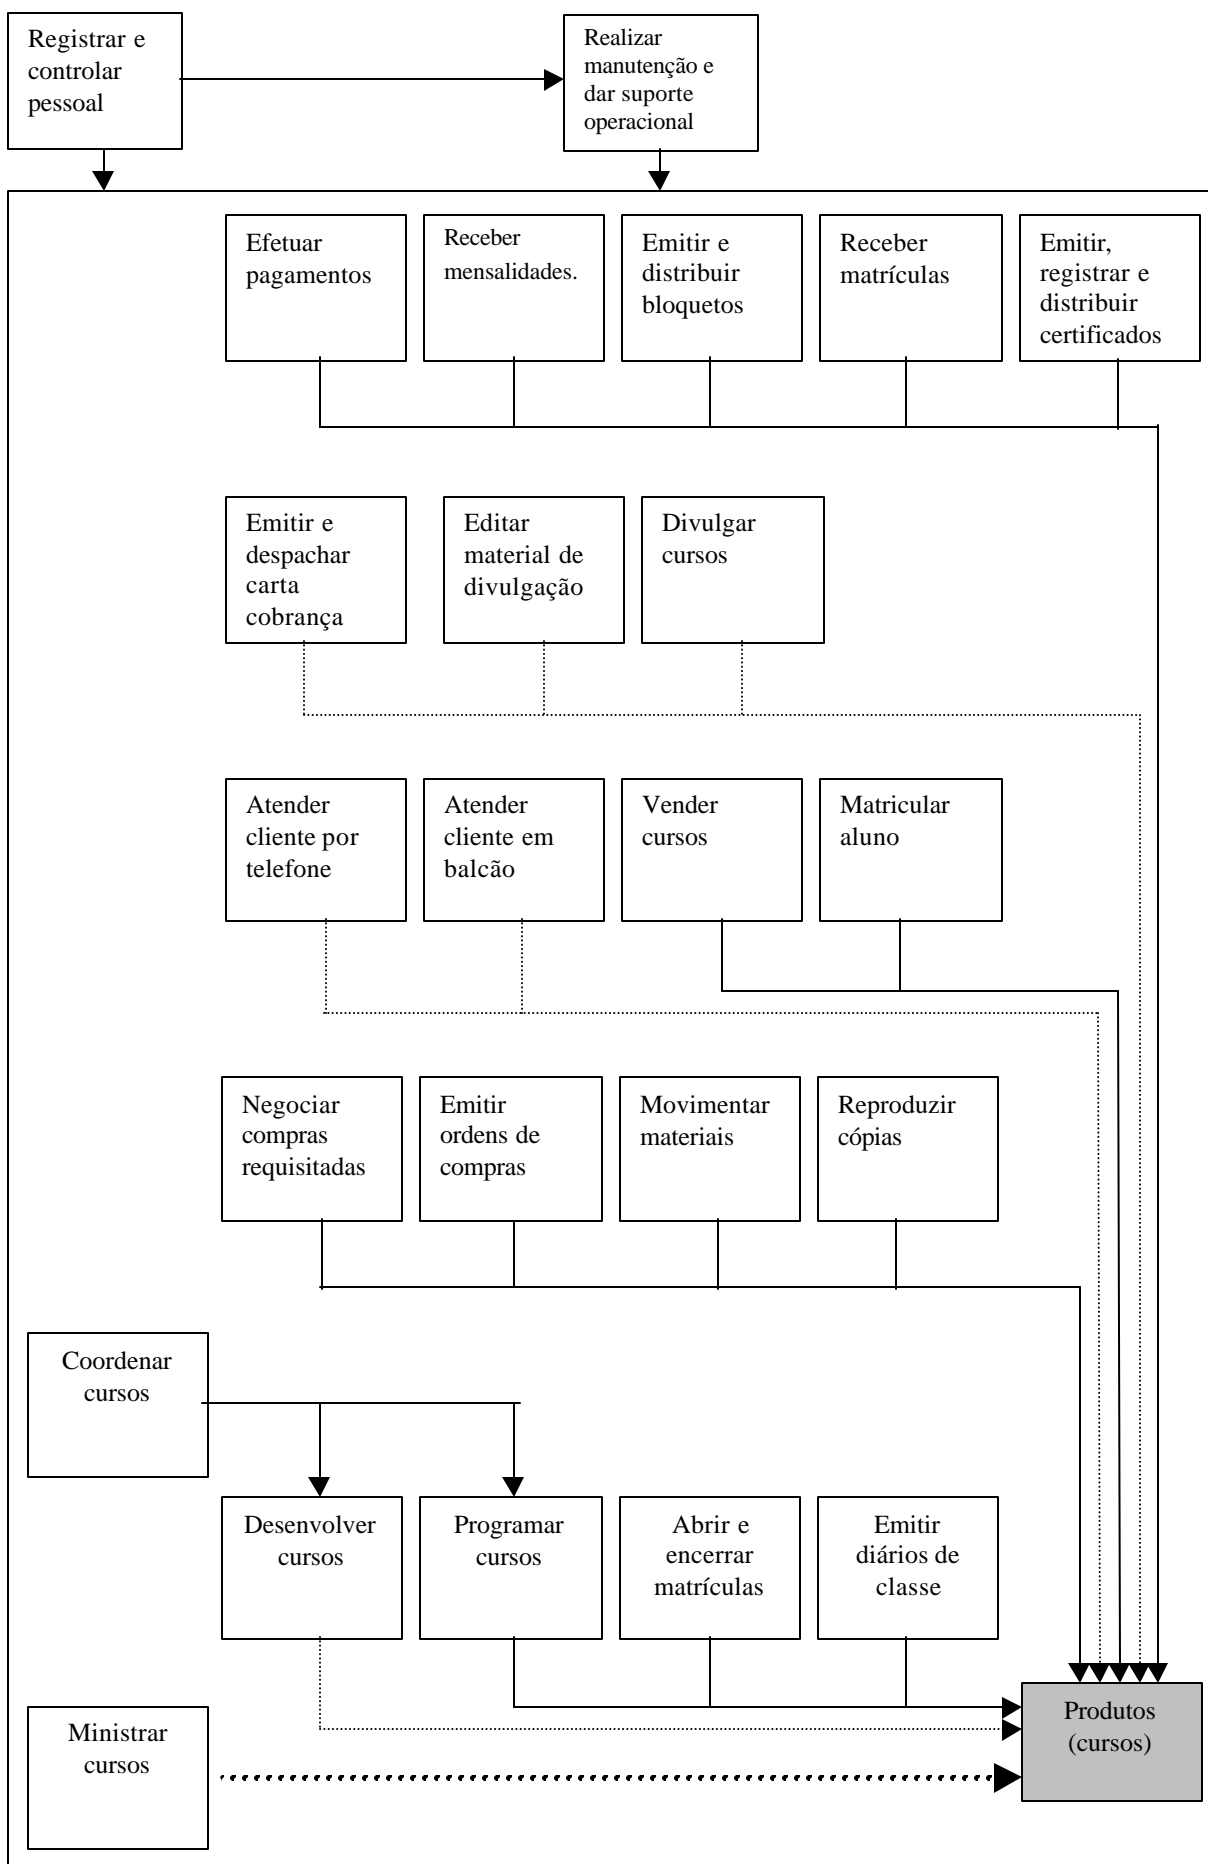 Registrar e
controlar
pessoal
Realizar
manutenção e
dar suporte
operacional
Efetuar
pagamentos
Receber
mensalidades.
Emitir e
distribuir
bloquetos
Receber
matrículas
Emitir,
registrar e
distribuir
certificados
Emitir e
despachar
carta
cobrança
Editar
material de
divulgação
Divulgar
cursos
Atender
cliente por
telefone
Atender
cliente em
balcão
Vender
cursos
Matricular
aluno
Negociar
compras
requisitadas
Emitir
ordens de
compras
Movimentar
materiais
Reproduzir
cópias
Coordenar
cursos
Desenvolver
cursos
Programar
cursos
Abrir e
encerrar
matrículas
Emitir
diários de
classe
Ministrar
cursos
Produtos
(cursos)